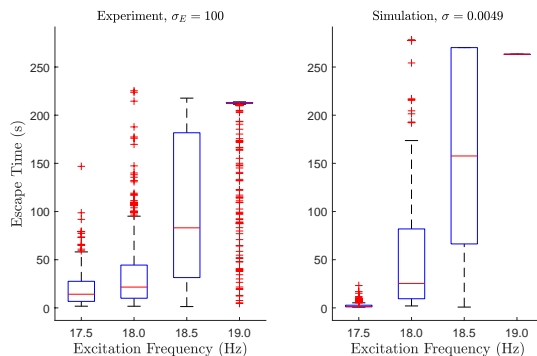 Experiment, σ_E = 100
Escape Time (s)
250
200
150
100
50
0
17.5 18.0 18.5 19.0
Excitation Frequency (Hz)
Simulation, σ = 0.0049
250
200
150
100
50
0
17.5 18.0 18.5 19.0
Excitation Frequency (Hz)